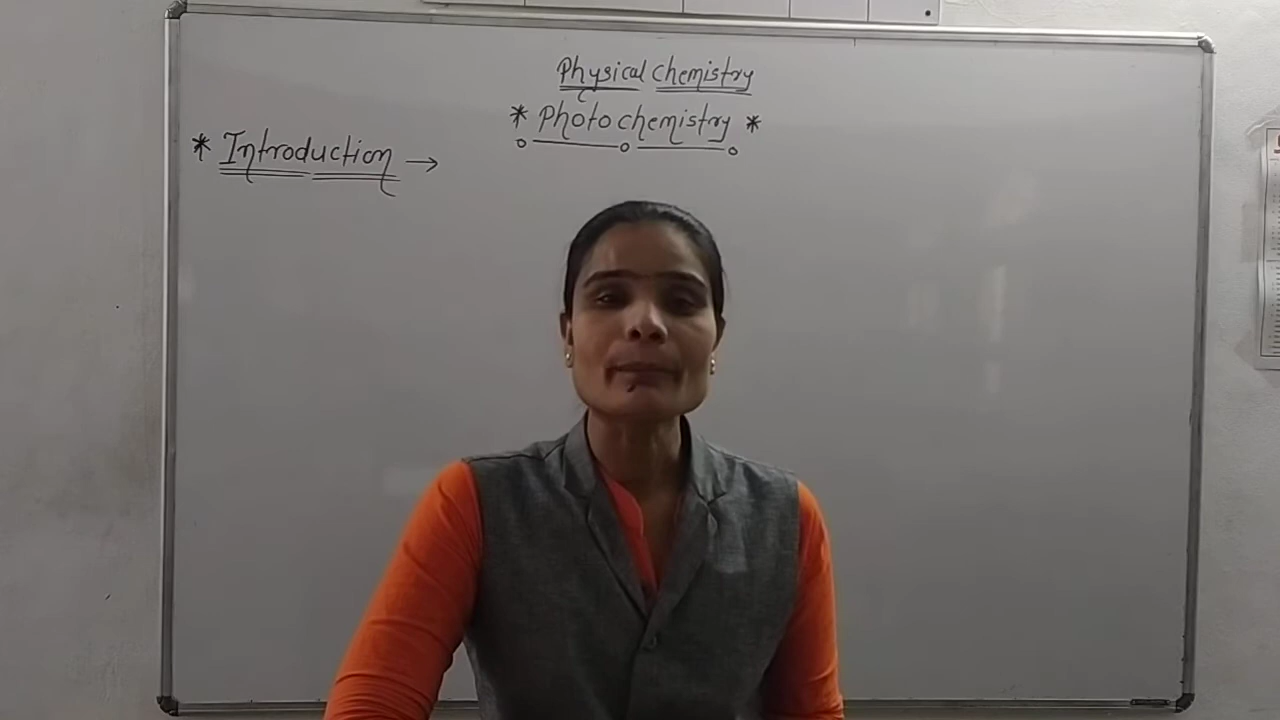 Physical Chemistry
* Photochemistry *
* Introduction →